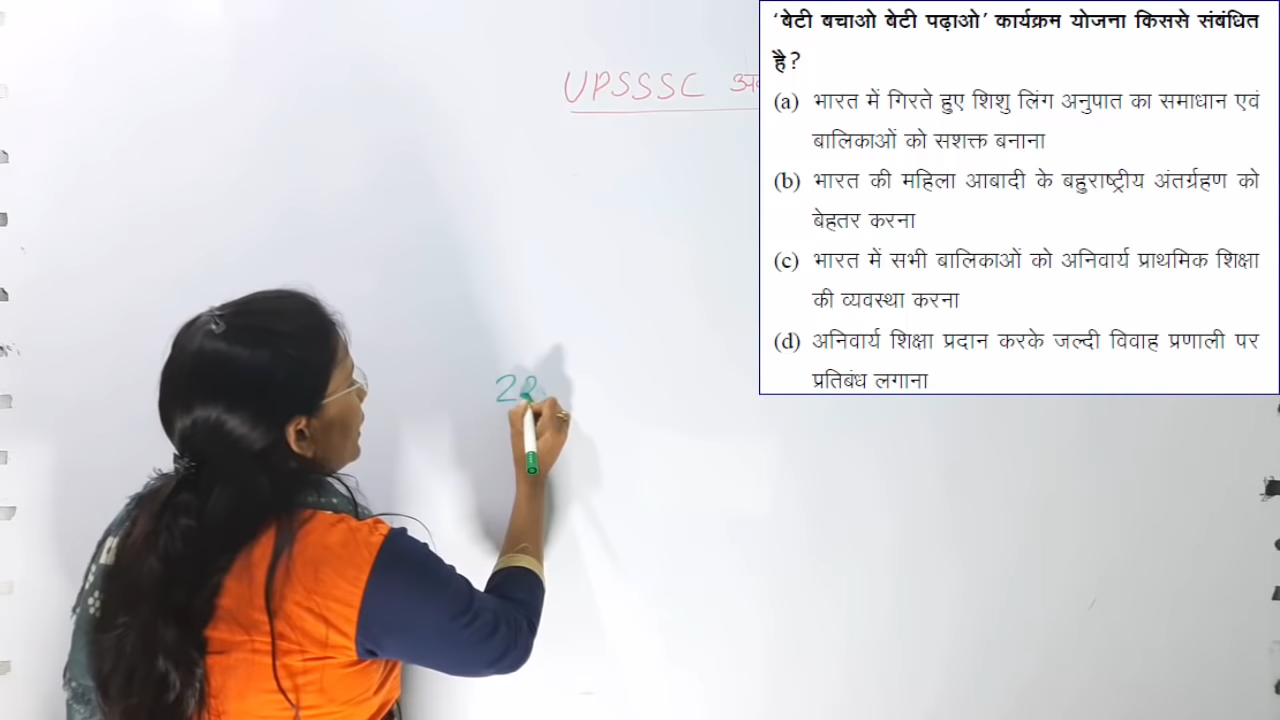 UPSSSC
'बेटी बचाओ बेटी पढ़ाओ' कार्यक्रम योजना किससे संबंधित
है?
(a) भारत में गिरते हुए शिशु लिंग अनुपात का समाधान एवं
बालिकाओं को सशक्त बनाना
(b) भारत की महिला आबादी के बहुराष्ट्रीय अंतर्ग्रहण को
बेहतर करना
(c) भारत में सभी बालिकाओं को अनिवार्य प्राथमिक शिक्षा
की व्यवस्था करना
(d) अनिवार्य शिक्षा प्रदान करके जल्दी विवाह प्रणाली पर
प्रतिबंध लगाना